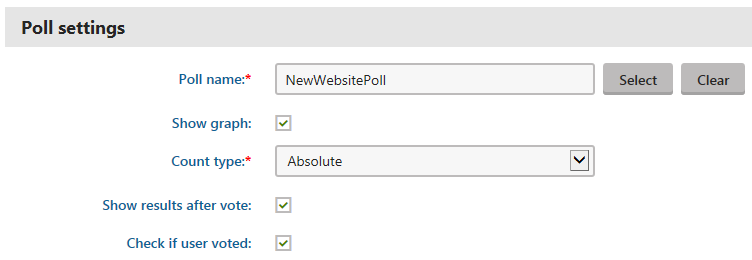 Poll settings
Poll name:* NewWebsitePoll Select Clear
Show graph:
Count type:* Absolute
Show results after vote:
Check if user voted: